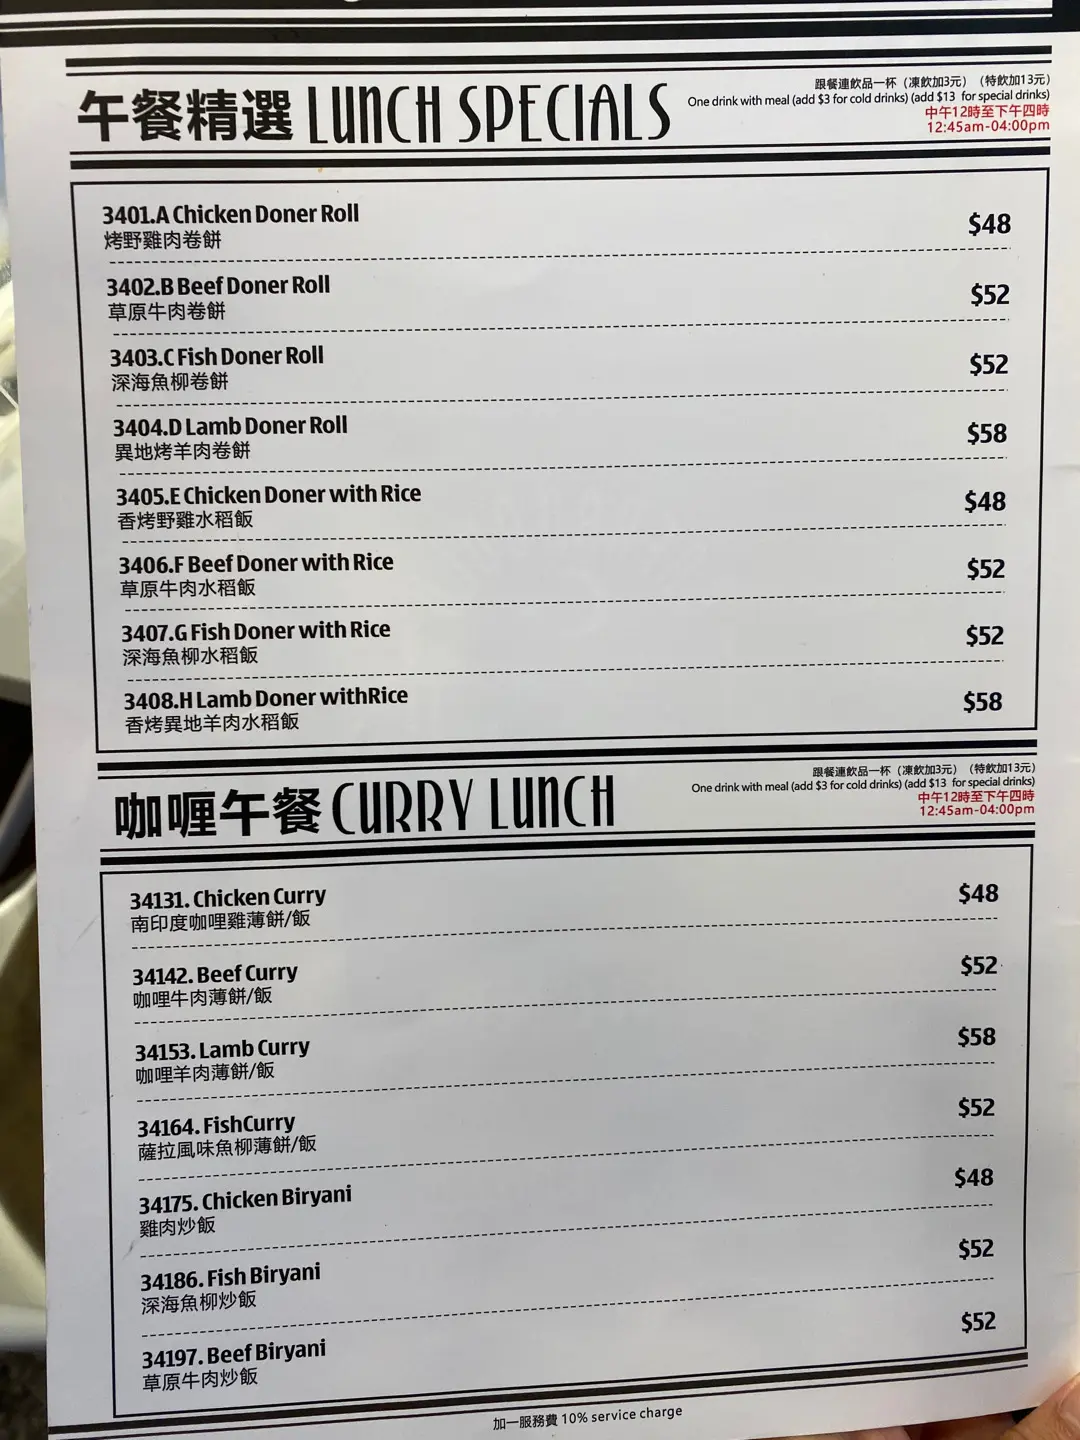 午餐精選 LUNCH SPECIALS
跟餐連飲品一杯（凍飲加3元）（特飲加13元）
One drink with meal (add $3 for cold drinks) (add $13 for special drinks)
中午12時至下午四時
12:45am-04:00pm
3401.A Chicken Doner Roll $48
烤野雞肉卷餅
3402.B Beef Doner Roll $52
草原牛肉卷餅
3403.C Fish Doner Roll $52
深海魚柳卷餅
3404.D Lamb Doner Roll $58
異地烤羊肉卷餅
3405.E Chicken Doner with Rice $48
香烤野雞水稻飯
3406.F Beef Doner with Rice $52
草原牛肉水稻飯
3407.G Fish Doner with Rice $52
深海魚柳水稻飯
3408.H Lamb Doner withRice $58
香烤異地羊肉水稻飯
咖喱午餐 CURRY LUNCH
跟餐連飲品一杯（凍飲加3元）（特飲加13元）
One drink with meal (add $3 for cold drinks) (add $13 for special drinks)
中午12時至下午四時
12:45am-04:00pm
34131. Chicken Curry $48
南印度咖哩雞薄餅/飯
34142. Beef Curry $52
咖哩牛肉薄餅/飯
34153. Lamb Curry $58
咖哩羊肉薄餅/飯
34164. FishCurry $52
薩拉風味魚柳薄餅/飯
34175. Chicken Biryani $48
雞肉炒飯
34186. Fish Biryani $52
深海魚柳炒飯
34197. Beef Biryani $52
草原牛肉炒飯
加一服務費 10% service charge